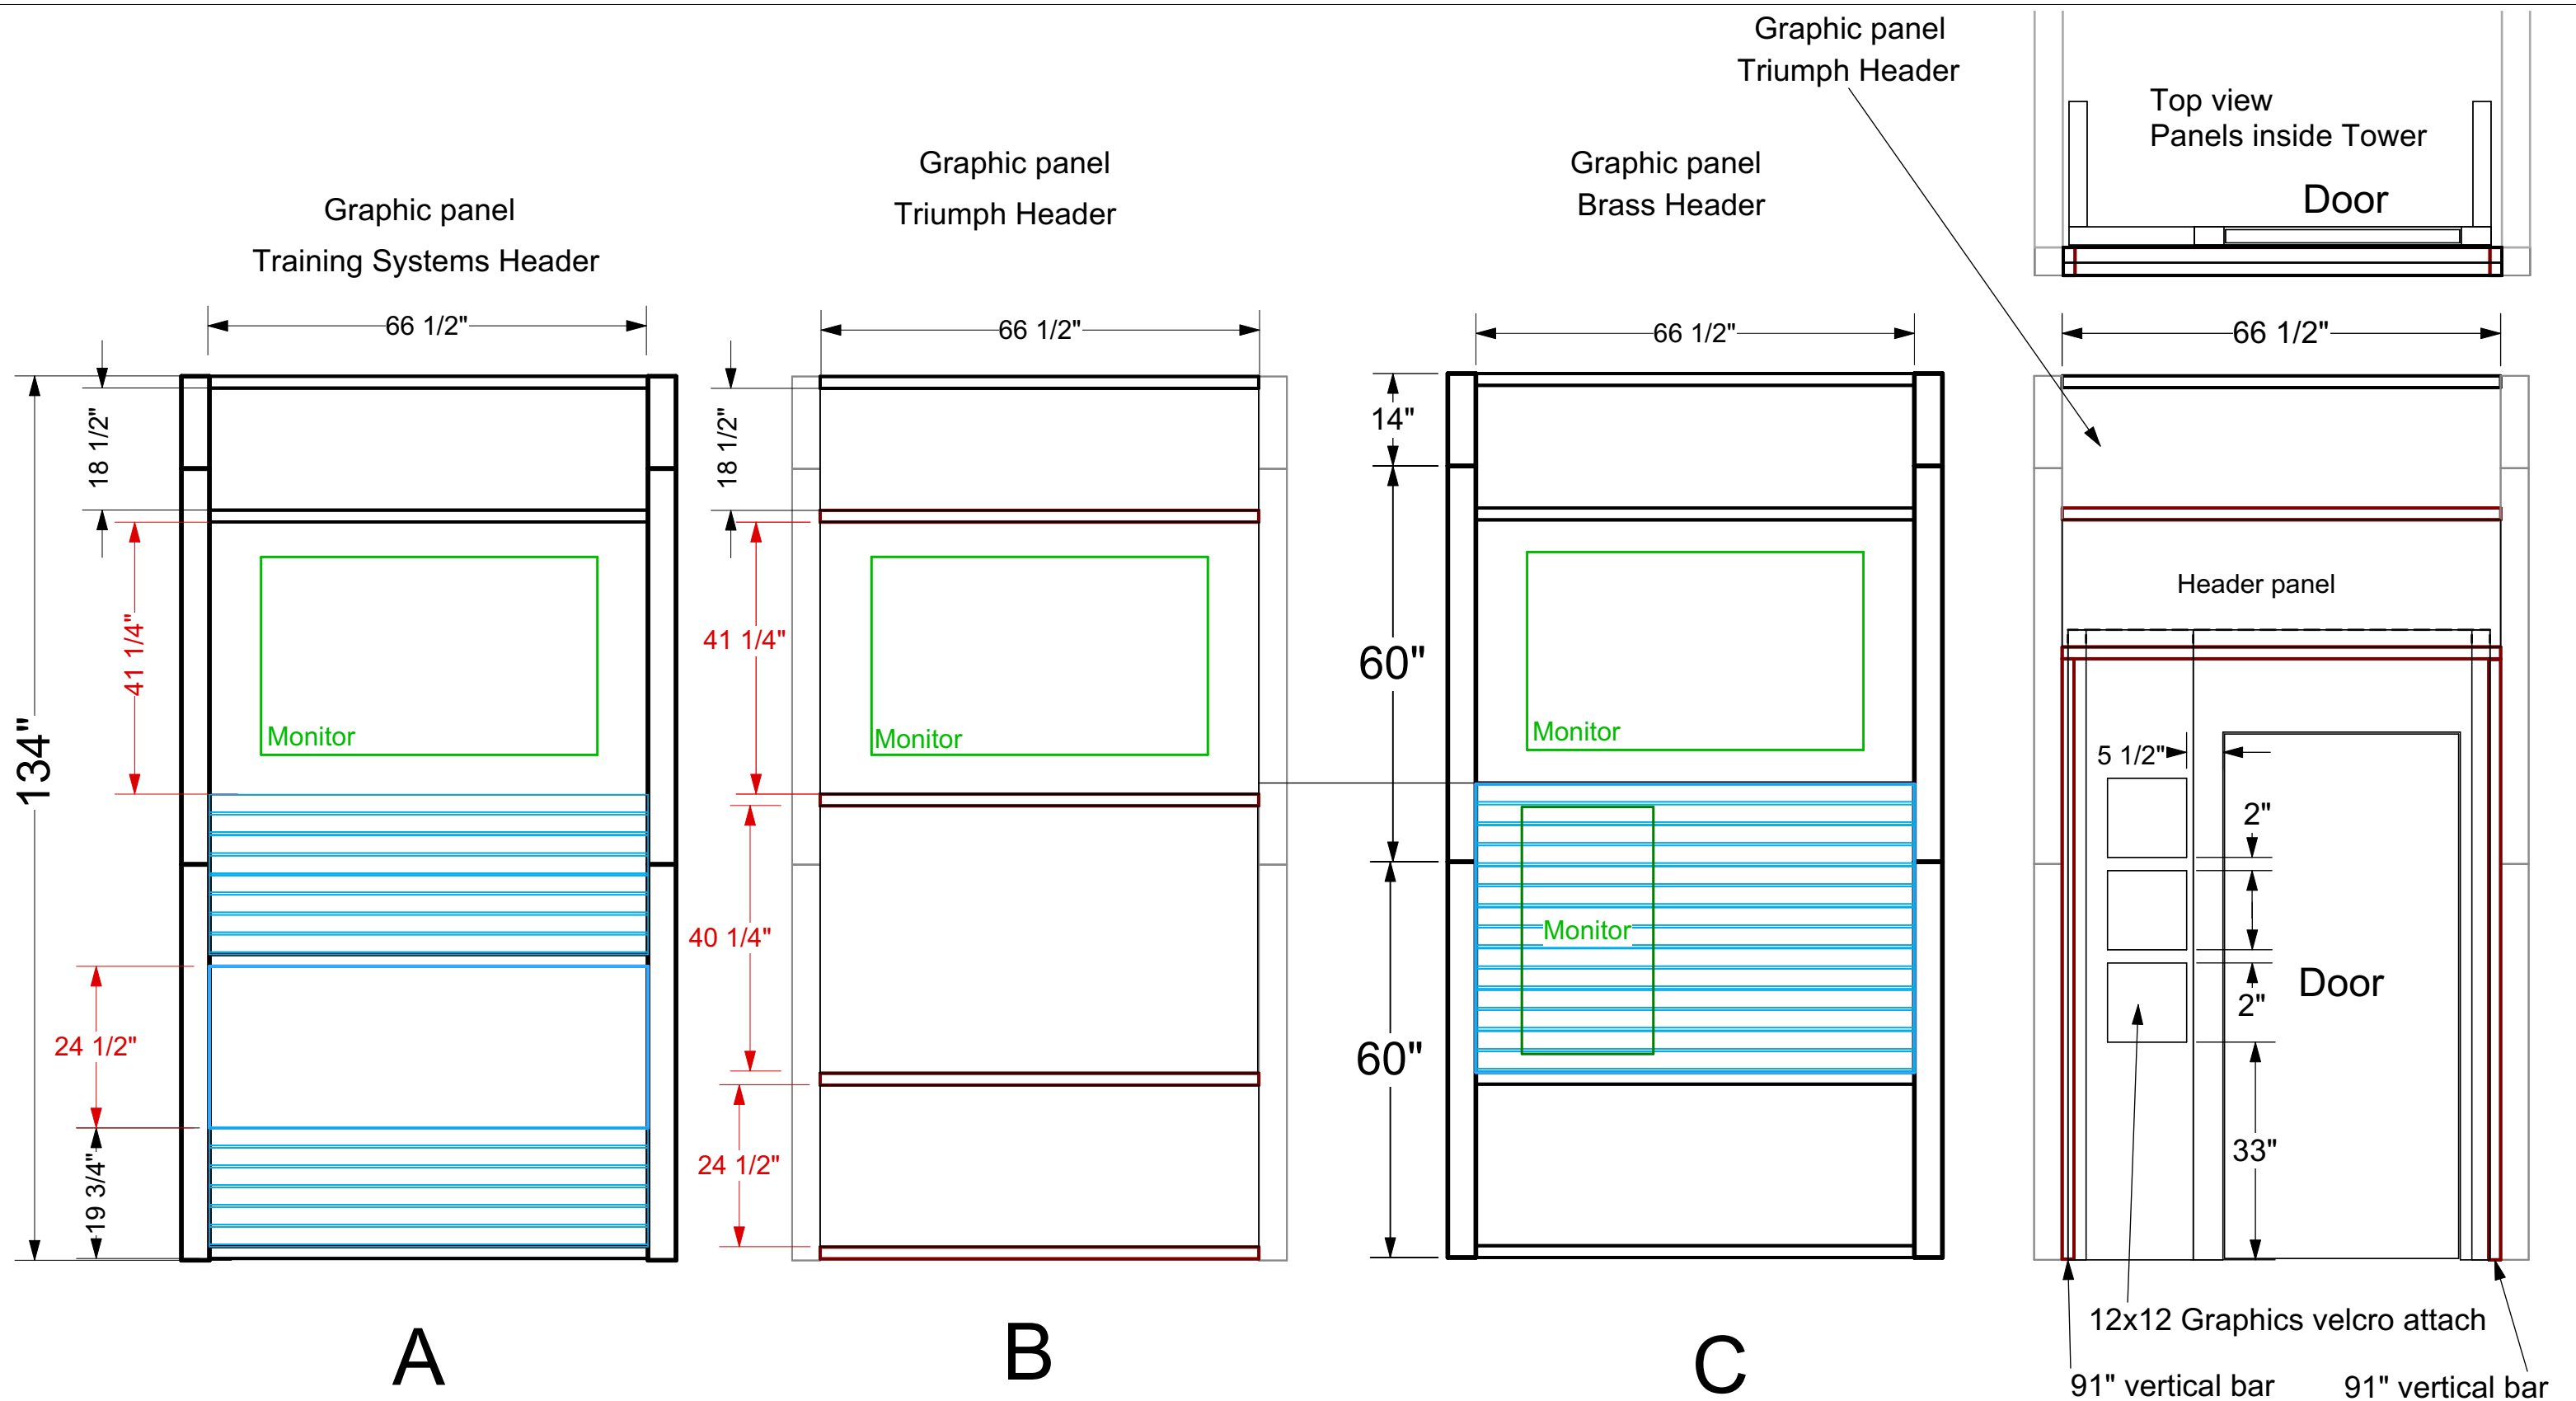 Graphic panel
Triumph Header
Top view
Panels inside Tower
Door
Graphic panel
Training Systems Header
Graphic panel
Triumph Header
Graphic panel
Brass Header
66 1/2"
66 1/2"
66 1/2"
66 1/2"
134"
18 1/2"
41 1/4"
24 1/2"
19 3/4"
Monitor
18 1/2"
41 1/4"
40 1/4"
24 1/2"
Monitor
14"
60"
60"
Monitor
Monitor
Header panel
5 1/2"
2"
2"
Door
33"
12x12 Graphics velcro attach
91" vertical bar
91" vertical bar
A
B
C